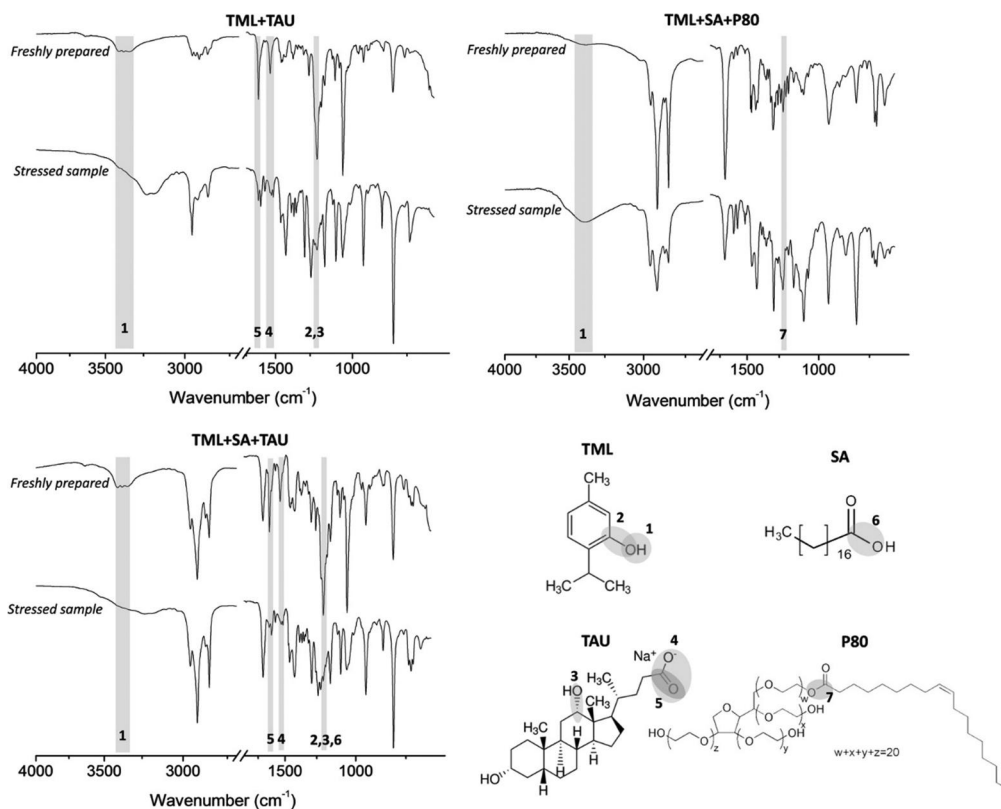 TML+TAU
Freshly prepared
Stressed sample
1
5 4 2,3
4000 3500 3000 1500 1000
Wavenumber (cm⁻¹)
TML+SA+P80
Freshly prepared
Stressed sample
1
7
4000 3500 3000 1500 1000
Wavenumber (cm⁻¹)
TML+SA+TAU
Freshly prepared
Stressed sample
1
5 4 2,3,6
4000 3500 3000 1500 1000
Wavenumber (cm⁻¹)
TML
CH₃
2
1
OH
H₃C CH₃
SA
O
6
H₃C
16
OH
TAU
4
Na⁺
O⁻
3
H₃C
HO
CH₃
O
5
CH₃
H
H H
HO
H
P80
O
O w O
7
O
O OH
x
HO O O OH
z y
w+x+y+z=20